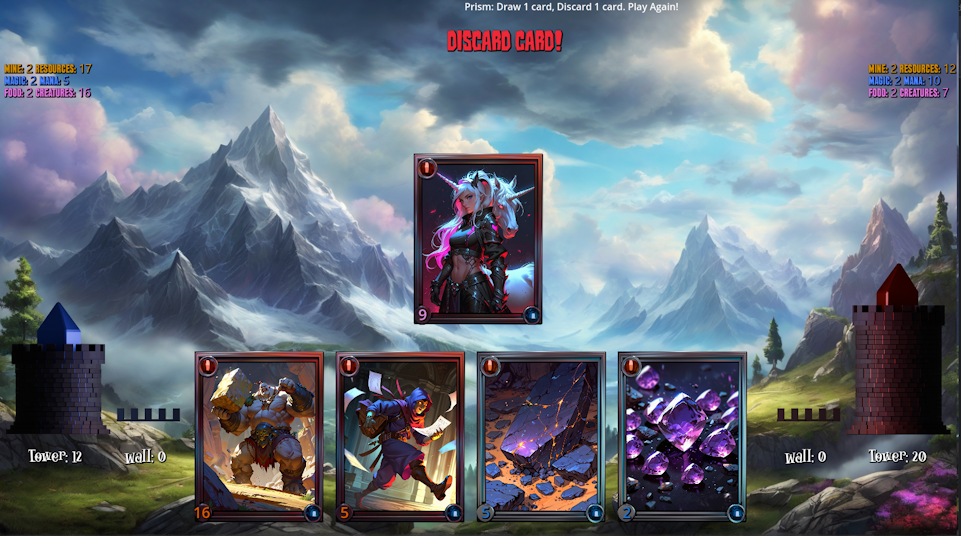 Prism: Draw 1 card, Discard 1 card. Play Again!
DISCARD CARD!
MINE: 2 RESOURCES: 17
MAGIC: 2 MANA: 5
FOOD: 2 CREATURES: 16
MINE: 2 RESOURCES: 12
MAGIC: 2 MANA: 10
FOOD: 2 CREATURES: 7
9
Tower: 12
Wall: 0
Wall: 0
Tower: 20
16
5
5
2